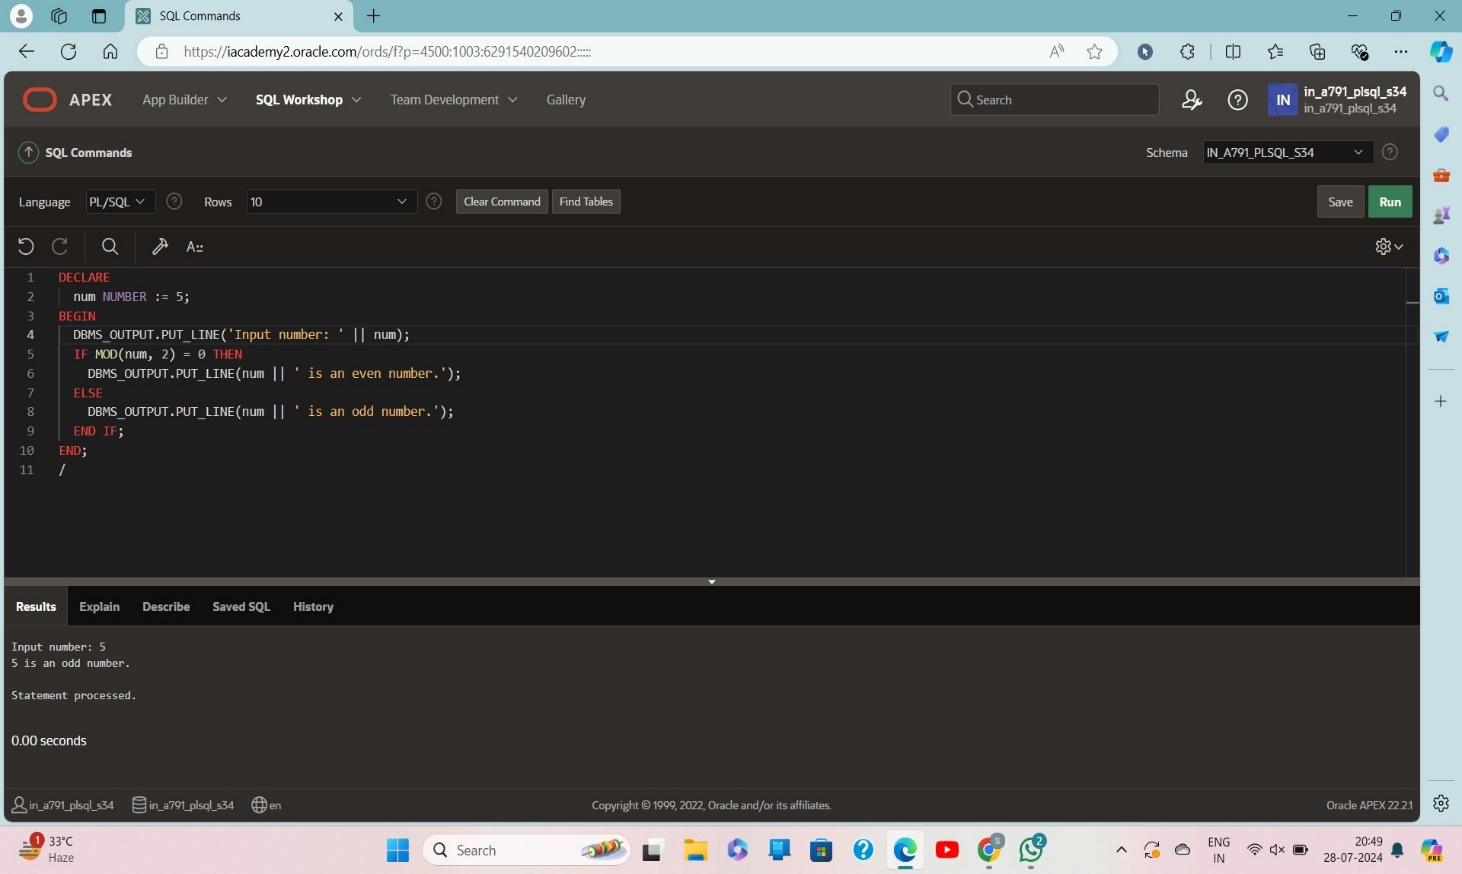 SQL Commands
https://iacademy2.oracle.com/ords/f?p=4500:1003:6291540209602:::::
APEX App Builder SQL Workshop Team Development Gallery Search IN in_a791_plsql_s34
in_a791_plsql_s34
SQL Commands Schema IN_A791_PLSQL_S34
Language PL/SQL Rows 10 Clear Command Find Tables Save Run
1 DECLARE
2 num NUMBER := 5;
3 BEGIN
4 DBMS_OUTPUT.PUT_LINE('Input number: ' || num);
5 IF MOD(num, 2) = 0 THEN
6 DBMS_OUTPUT.PUT_LINE(num || ' is an even number.');
7 ELSE
8 DBMS_OUTPUT.PUT_LINE(num || ' is an odd number.');
9 END IF;
10 END;
11 /
Results Explain Describe Saved SQL History
Input number: 5
5 is an odd number.
Statement processed.
0.00 seconds
in_a791_plsql_s34 in_a791_plsql_s34 en Copyright © 1999, 2022, Oracle and/or its affiliates. Oracle APEX 22.2.1
1 33°C
Haze
Search
S
2
ENG
IN
20:49
28-07-2024
PRE